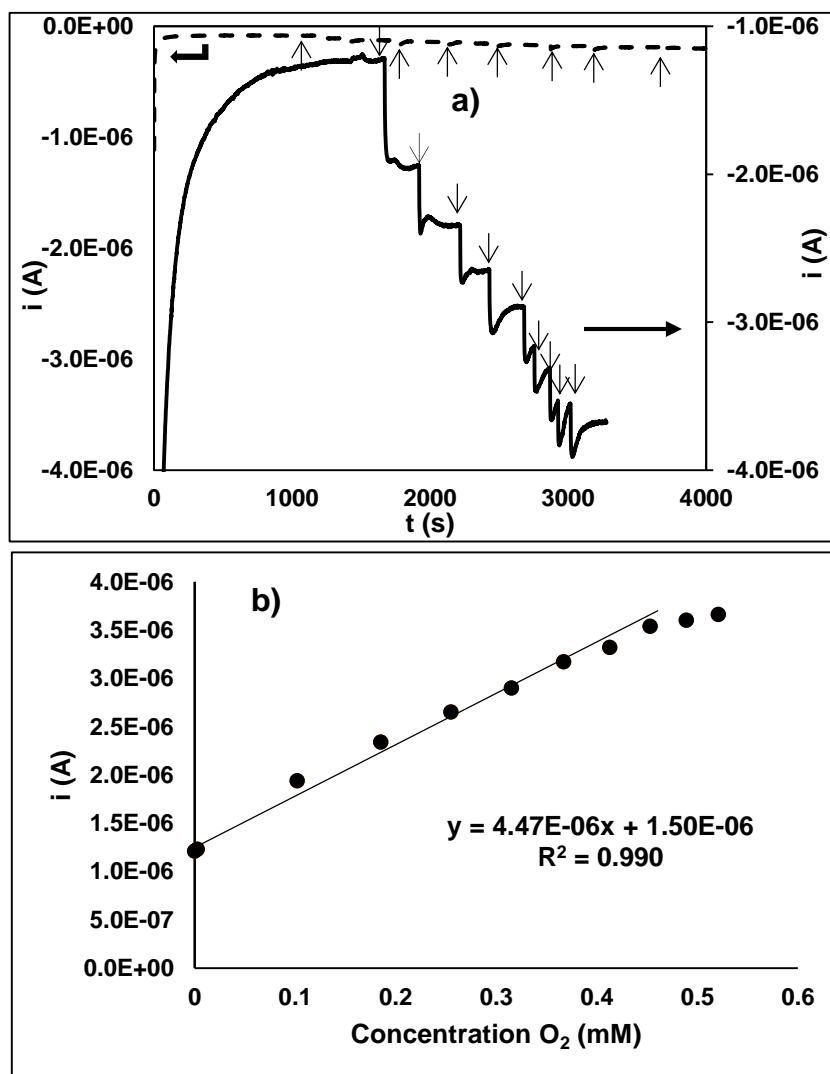 a)
0.0E+00
-1.0E-06
-2.0E-06
-3.0E-06
-4.0E-06
i (A)
-1.0E-06
-2.0E-06
-3.0E-06
-4.0E-06
i (A)
0 1000 2000 3000 4000
t (s)
b)
4.0E-06
3.5E-06
3.0E-06
2.5E-06
2.0E-06
1.5E-06
1.0E-06
5.0E-07
0.0E+00
i (A)
y = 4.47E-06x + 1.50E-06
R² = 0.990
0 0.1 0.2 0.3 0.4 0.5 0.6
Concentration O₂ (mM)